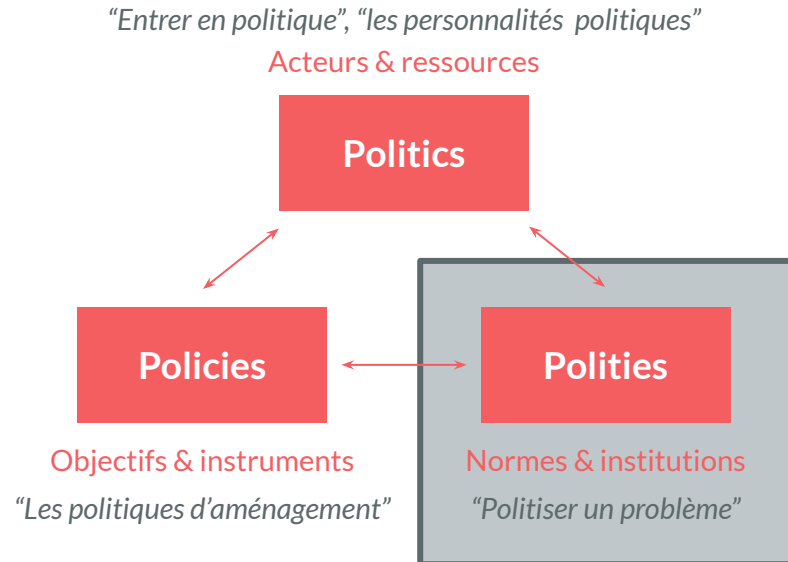 “Entrer en politique”, “les personnalités politiques”
Acteurs & ressources
Politics
Policies
Polities
Objectifs & instruments
Normes & institutions
“Les politiques d’aménagement”
“Politiser un problème”